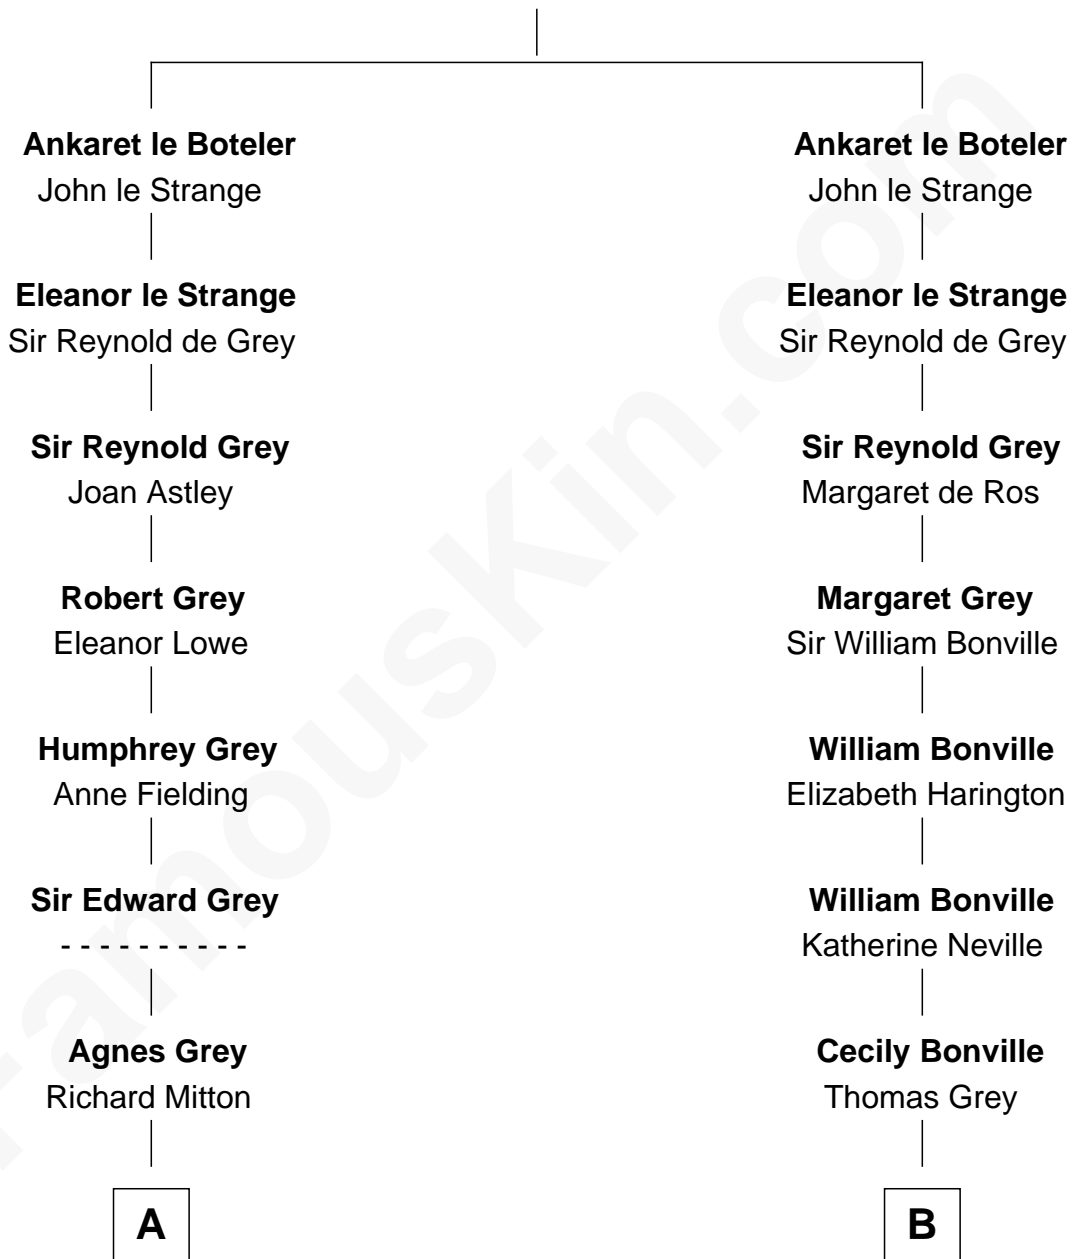 Ankaret le Boteler
John le Strange
Eleanor le Strange
Sir Reynold de Grey
Sir Reynold Grey
Joan Astley
Robert Grey
Eleanor Lowe
Humphrey Grey
Anne Fielding
Sir Edward Grey
- - - - - - - - - -
Agnes Grey
Richard Mitton
A
Ankaret le Boteler
John le Strange
Eleanor le Strange
Sir Reynold de Grey
Sir Reynold Grey
Margaret de Ros
Margaret Grey
Sir William Bonville
William Bonville
Elizabeth Harington
William Bonville
Katherine Neville
Cecily Bonville
Thomas Grey
B
FamousKin.com